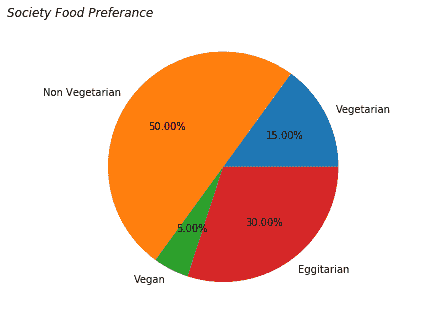 Society Food Preferance
Non Vegetarian
Vegetarian
50.00%
15.00%
5.00%
30.00%
Eggitarian
Vegan